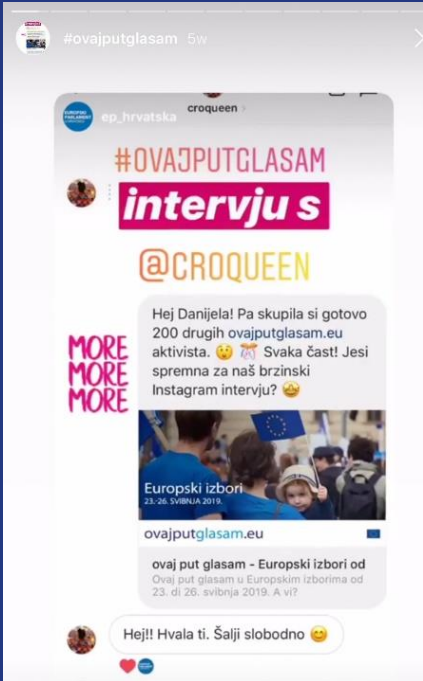 #ovajputglasam 5w
croqueen
EUROPSKI
PARLAMENT
ep_hrvatska
#OVAJPUTGLASAM
intervju s
@CROQUEEN
Hej Danijela! Pa skupila si gotovo
200 drugih ovajputglasam.eu
aktivista. 😯 🎊 Svaka čast! Jesi
spremna za naš brzinski
Instagram intervju? 🤩
MORE
MORE
MORE
Europski izbori
23.-26. SVIBNJA 2019.
ovajputglasam.eu
ovaj put glasam - Europski izbori od
Ovaj put glasam u Europskim izborima od
23. di 26. svibnja 2019. A vi?
Hej!! Hvala ti. Šalji slobodno 😊